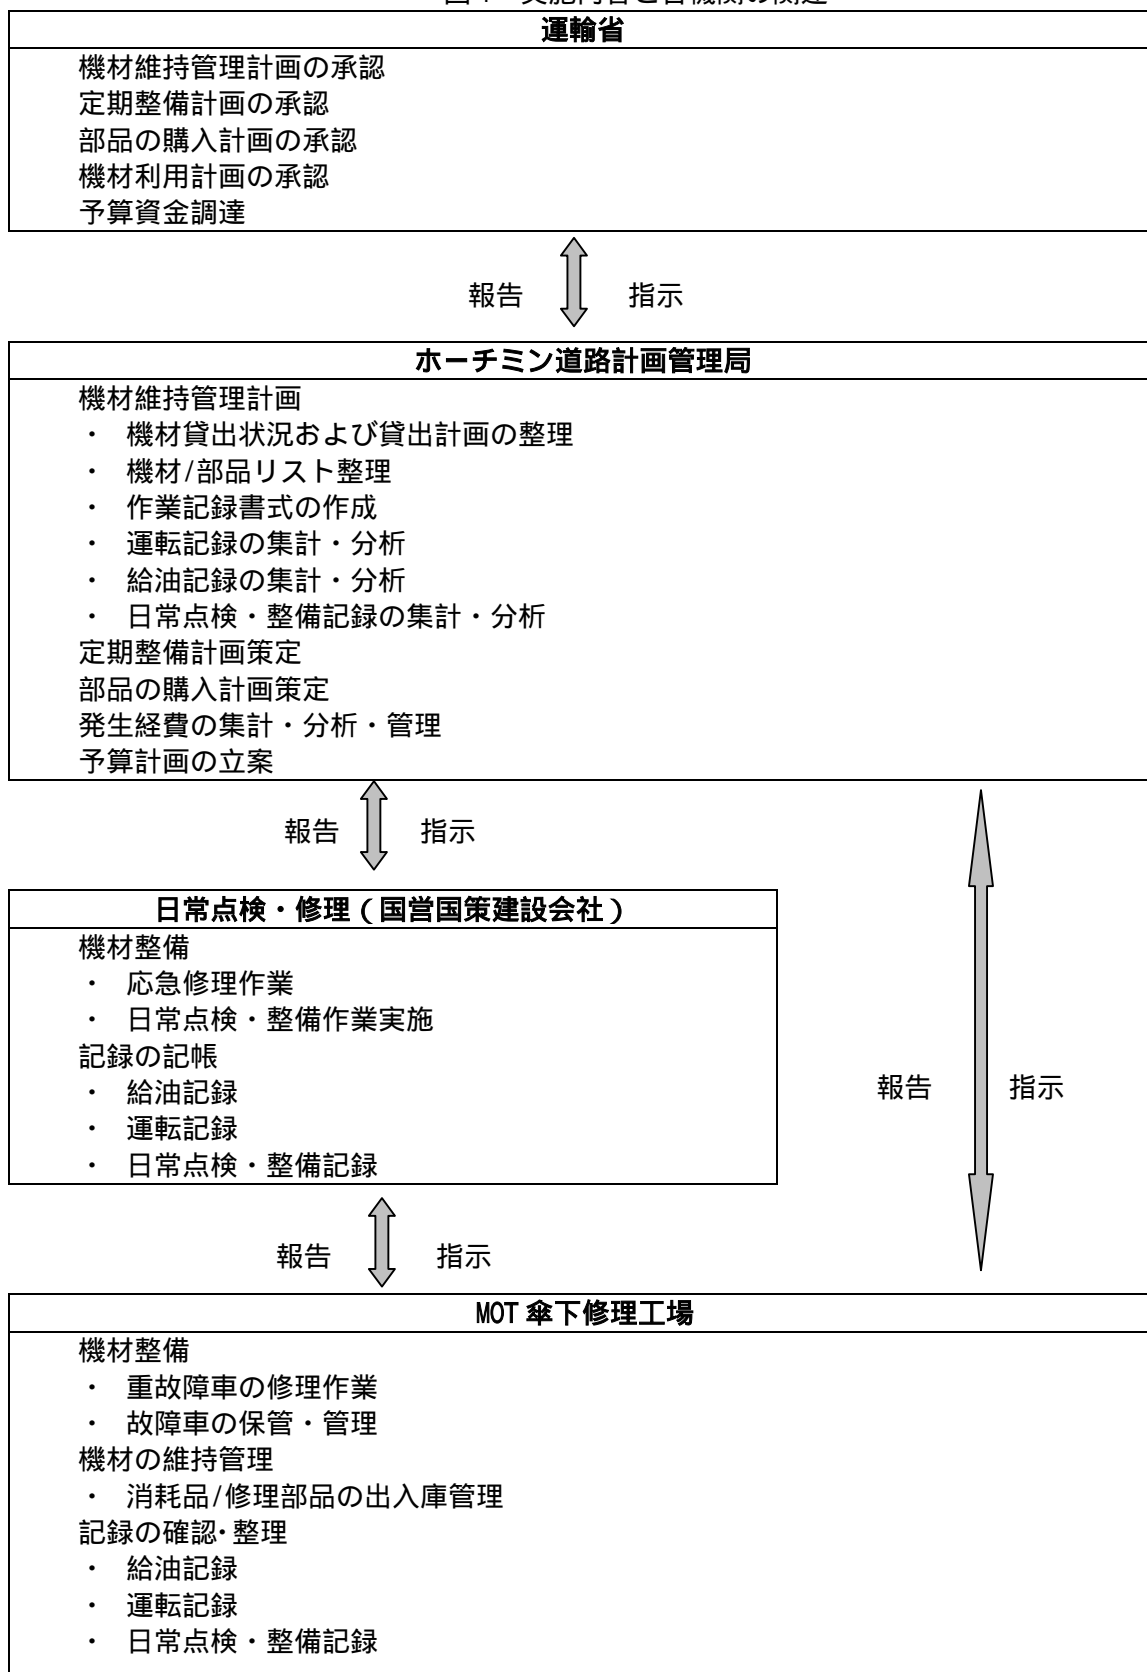 運輸省
機材維持管理計画の承認
定期整備計画の承認
部品の購入計画の承認
機材利用計画の承認
予算資金調達
報告 指示
ホーチミン道路計画管理局
機材維持管理計画
・ 機材貸出状況および貸出計画の整理
・ 機材/部品リスト整理
・ 作業記録書式の作成
・ 運転記録の集計・分析
・ 給油記録の集計・分析
・ 日常点検・整備記録の集計・分析
定期整備計画策定
部品の購入計画策定
発生経費の集計・分析・管理
予算計画の立案
報告 指示
日常点検・修理(国営国策建設会社)
機材整備
・ 応急修理作業
・ 日常点検・整備作業実施
記録の記帳
・ 給油記録
・ 運転記録
・ 日常点検・整備記録
報告 指示
報告 指示
MOT 傘下修理工場
機材整備
・ 重故障車の修理作業
・ 故障車の保管・管理
機材の維持管理
・ 消耗品/修理部品の出入庫管理
記録の確認・整理
・ 給油記録
・ 運転記録
・ 日常点検・整備記録